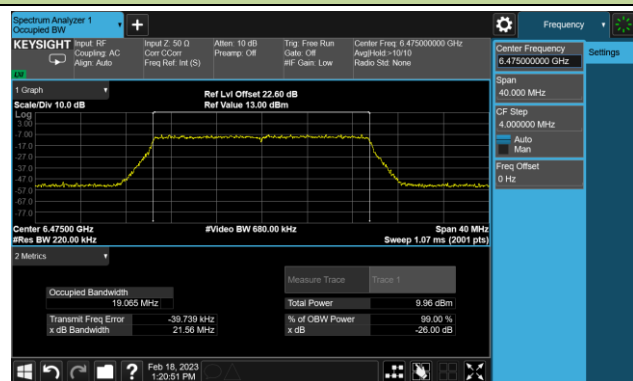 Spectrum Analyzer 1
Occupied BW
Frequency
KEYSIGHT
Input: RF
Coupling: AC
Align: Auto
Input Z: 50 Ω
Corr CCorr
Freq Ref: Int (S)
Atten: 10 dB
Preamp: Off
Trig: Free Run
Gate: Off
#IF Gain: Low
Center Freq: 6.475000000 GHz
Avg|Hold:>10/10
Radio Std: None
Center Frequency
6.475000000 GHz
Settings
Span
40.000 MHz
CF Step
4.000000 MHz
Auto
Man
Freq Offset
0 Hz
1 Graph
Ref Lvl Offset 22.60 dB
Scale/Div 10.0 dB
Ref Value 13.00 dBm
Log
3.00
-7.00
-17.0
-27.0
-37.0
-47.0
-57.0
-67.0
-77.0
Center 6.47500 GHz
#Video BW 680.00 kHz
Span 40 MHz
#Res BW 220.00 kHz
Sweep 1.07 ms (2001 pts)
2 Metrics
Measure Trace
Trace 1
Occupied Bandwidth
19.065 MHz
Total Power
9.96 dBm
Transmit Freq Error
-39.739 kHz
% of OBW Power
99.00 %
x dB Bandwidth
21.56 MHz
x dB
-26.00 dB
Feb 18, 2023
1:20:51 PM